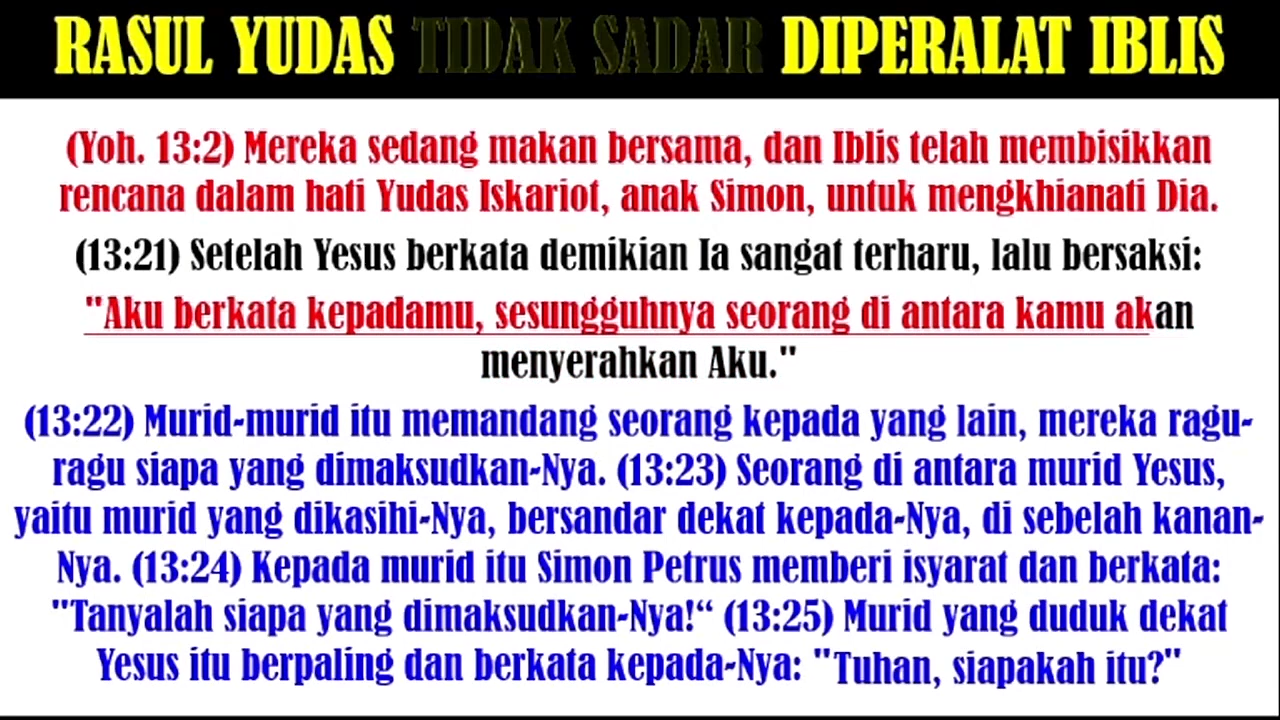 RASUL YUDAS TIDAK SADAR DIPERALAT IBLIS
(Yoh. 13:2) Mereka sedang makan bersama, dan Iblis telah membisikkan
rencana dalam hati Yudas Iskariot, anak Simon, untuk mengkhianati Dia.
(13:21) Setelah Yesus berkata demikian Ia sangat terharu, lalu bersaksi:
"Aku berkata kepadamu, sesungguhnya seorang di antara kamu akan
menyerahkan Aku."
(13:22) Murid-murid itu memandang seorang kepada yang lain, mereka ragu-
ragu siapa yang dimaksudkan-Nya. (13:23) Seorang di antara murid Yesus,
yaitu murid yang dikasihi-Nya, bersandar dekat kepada-Nya, di sebelah kanan-
Nya. (13:24) Kepada murid itu Simon Petrus memberi isyarat dan berkata:
"Tanyalah siapa yang dimaksudkan-Nya!“ (13:25) Murid yang duduk dekat
Yesus itu berpaling dan berkata kepada-Nya: "Tuhan, siapakah itu?"